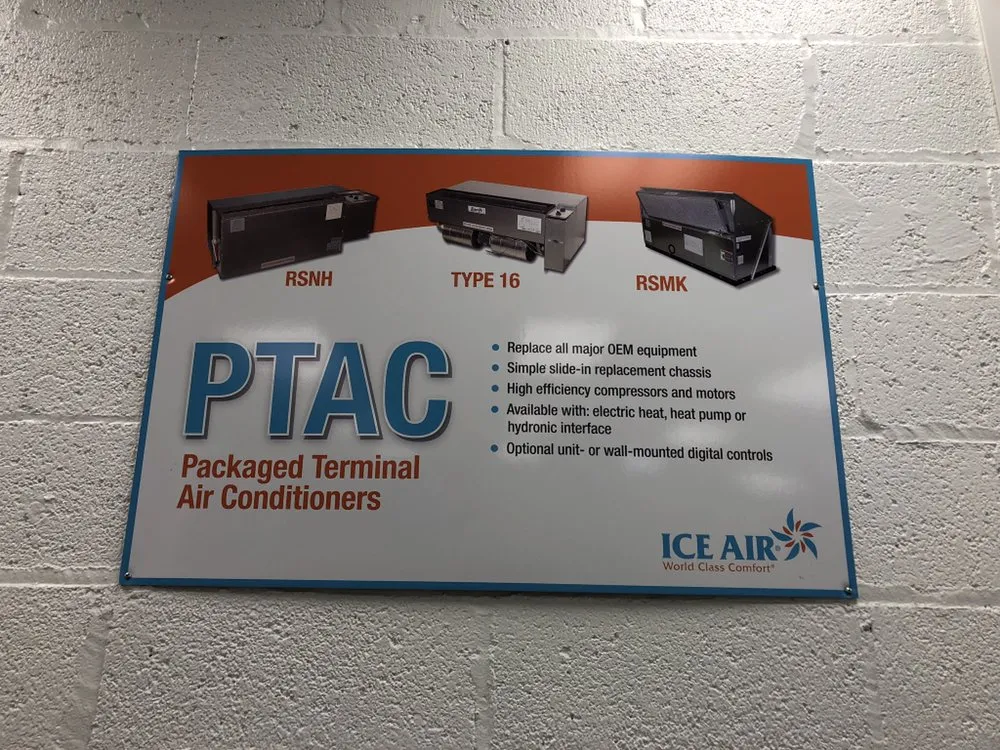 RSNH
TYPE 16
RSMK
PTAC
Packaged Terminal
Air Conditioners
• Replace all major OEM equipment
• Simple slide-in replacement chassis
• High efficiency compressors and motors
• Available with: electric heat, heat pump or
hydronic interface
• Optional unit- or wall-mounted digital controls
ICE AIR®
World Class Comfort®